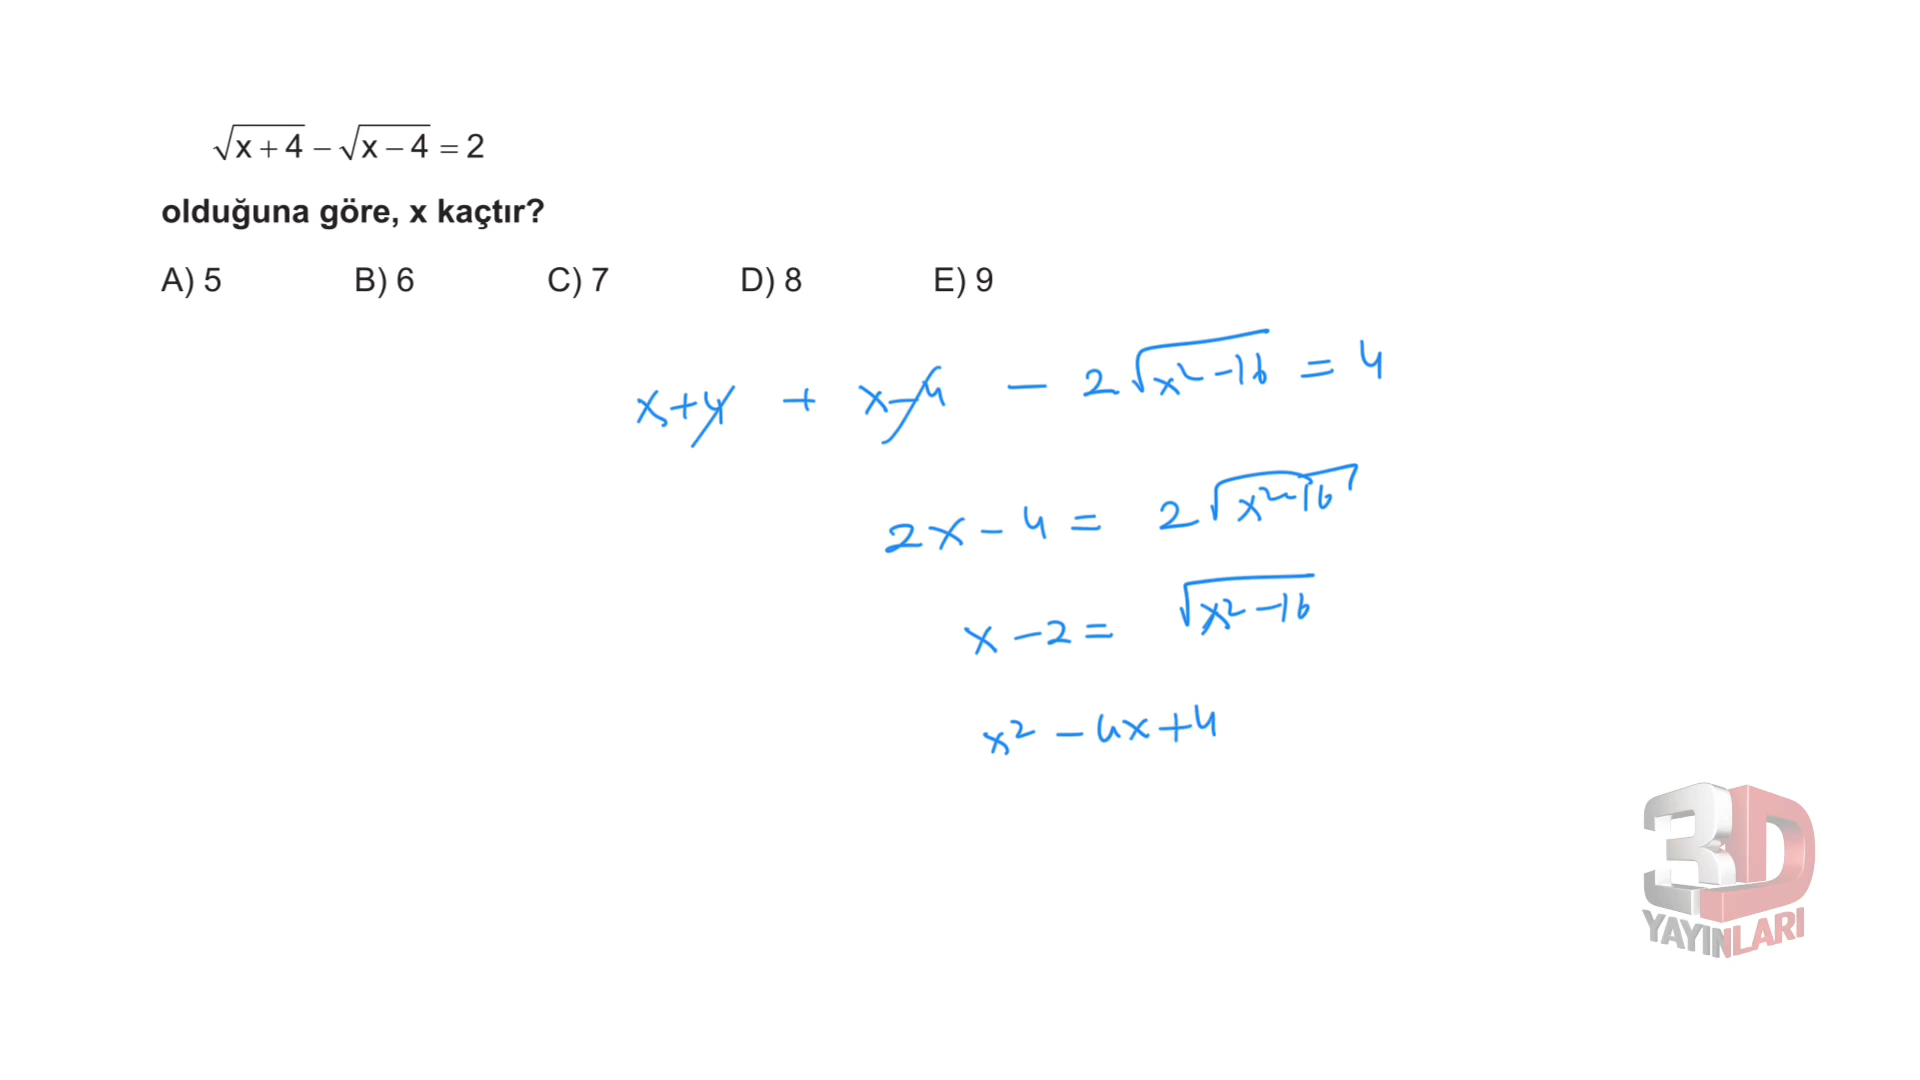 √(x + 4) − √(x − 4) = 2
olduğuna göre, x kaçtır?
A) 5 B) 6 C) 7 D) 8 E) 9
x+4 + x-4 - 2√(x²-16) = 4
2x - 4 = 2√(x²-16)
x - 2 = √(x²-16)
x² - 4x + 4
3D
YAYINLARI